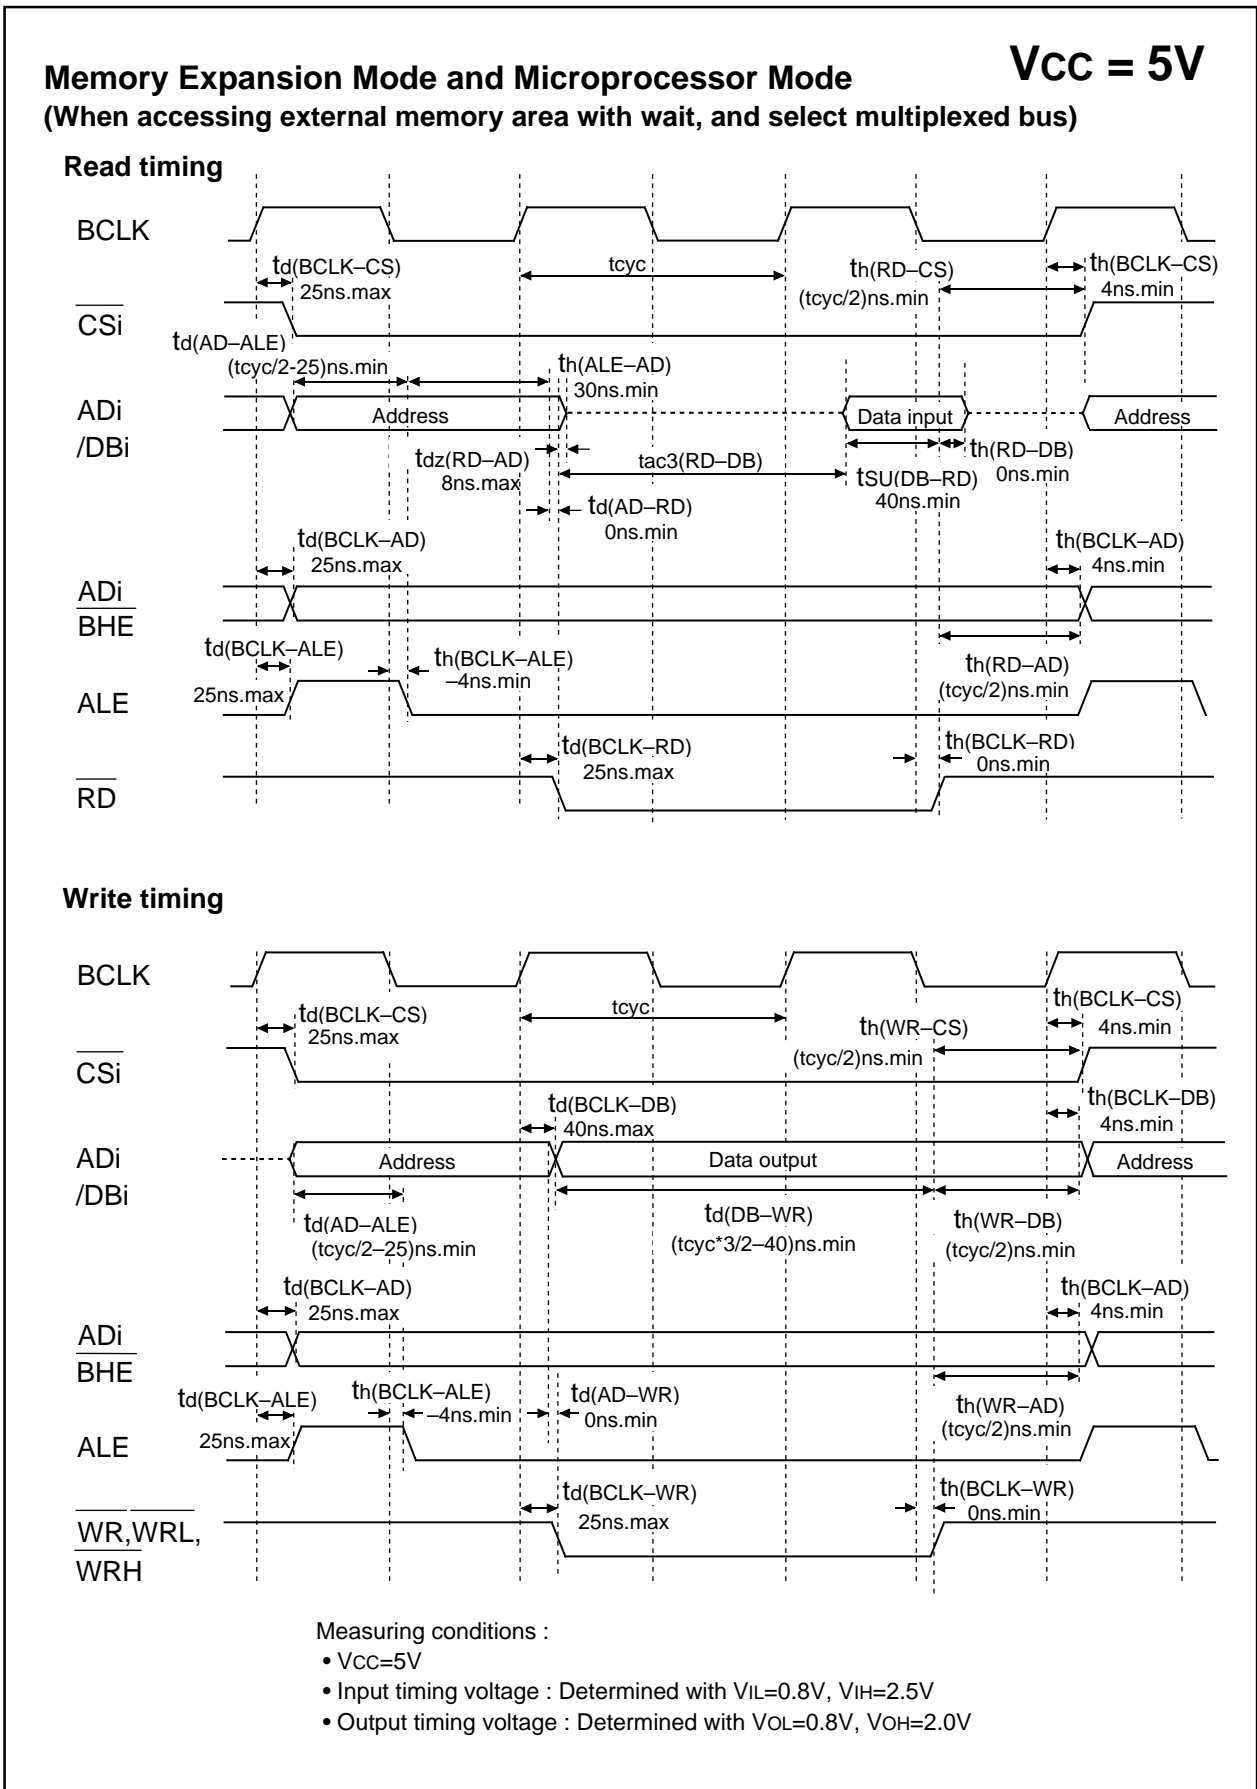 Memory Expansion Mode and Microprocessor Mode
VCC = 5V
(When accessing external memory area with wait, and select multiplexed bus)
Read timing
BCLK
td(BCLK–CS)
25ns.max
tcyc
th(RD–CS)
(tcyc/2)ns.min
th(BCLK–CS)
4ns.min
CSi
td(AD–ALE)
(tcyc/2-25)ns.min
th(ALE–AD)
30ns.min
ADi
/DBi
Address
Data input
Address
tdz(RD–AD)
8ns.max
tac3(RD–DB)
tSU(DB–RD)
40ns.min
th(RD–DB)
0ns.min
td(AD–RD)
0ns.min
td(BCLK–AD)
25ns.max
th(BCLK–AD)
4ns.min
ADi
BHE
td(BCLK–ALE)
25ns.max
th(BCLK–ALE)
–4ns.min
th(RD–AD)
(tcyc/2)ns.min
ALE
td(BCLK–RD)
25ns.max
th(BCLK–RD)
0ns.min
RD
Write timing
BCLK
td(BCLK–CS)
25ns.max
tcyc
th(WR–CS)
(tcyc/2)ns.min
th(BCLK–CS)
4ns.min
CSi
td(BCLK–DB)
40ns.max
th(BCLK–DB)
4ns.min
ADi
/DBi
Address
Data output
Address
td(AD–ALE)
(tcyc/2–25)ns.min
td(DB–WR)
(tcyc*3/2–40)ns.min
th(WR–DB)
(tcyc/2)ns.min
td(BCLK–AD)
25ns.max
th(BCLK–AD)
4ns.min
ADi
BHE
td(BCLK–ALE)
25ns.max
th(BCLK–ALE)
–4ns.min
td(AD–WR)
0ns.min
th(WR–AD)
(tcyc/2)ns.min
ALE
td(BCLK–WR)
25ns.max
th(BCLK–WR)
0ns.min
WR,WRL,
WRH
Measuring conditions :
• VCC=5V
• Input timing voltage : Determined with VIL=0.8V, VIH=2.5V
• Output timing voltage : Determined with VOL=0.8V, VOH=2.0V